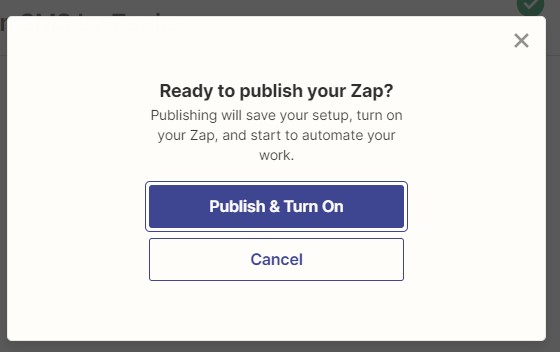 Ready to publish your Zap?
Publishing will save your setup, turn on
your Zap, and start to automate your
work.
Publish & Turn On
Cancel